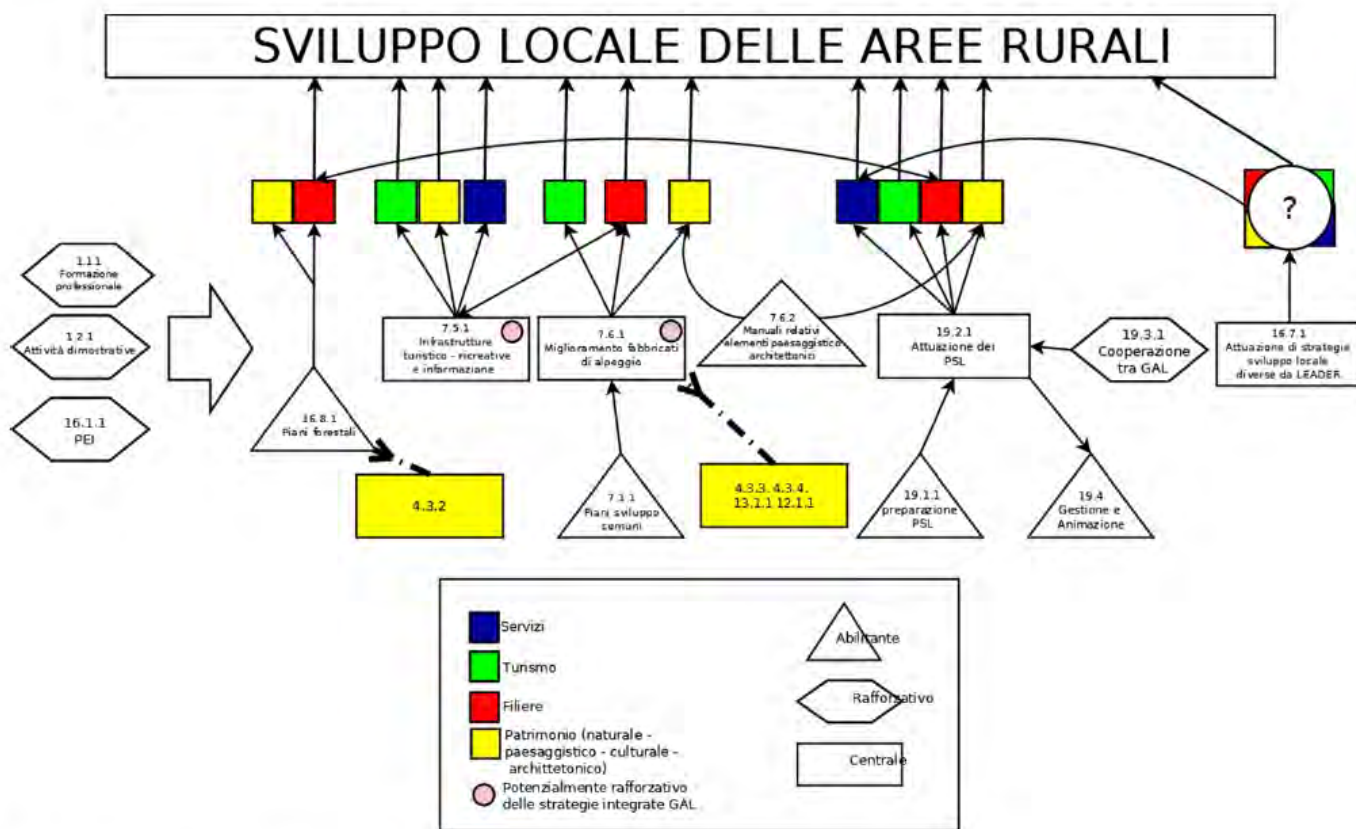 SVILUPPO LOCALE DELLE AREE RURALI
?
1.1.1
Formazione
professionale
1.2.1
Attività dimostrative
16.1.1
PEI
16.8.1
Piani forestali
4.3.2
7.5.1
Infrastrutture
turistico - ricreative
e informazione
7.6.1
Miglioramento fabbricati
di alpeggio
7.1.1
Piani sviluppo
comuni
7.6.2
Manuali relativi
elementi paesaggistico
architettonici
4.3.3. 4.3.4.
13.1.1 12.1.1
19.2.1
Attuazione dei
PSL
19.1.1
preparazione
PSL
19.4
Gestione e
Animazione
19.3.1
Cooperazione
tra GAL
16.7.1
Attuazione di strategie
sviluppo locale
diverse da LEADER.
Servizi
Turismo
Filiere
Patrimonio (naturale -
paesaggistico - culturale -
archittetonico)
Potenzialmente rafforzativo
delle strategie integrate GAL
Abilitante
Rafforzativo
Centrale